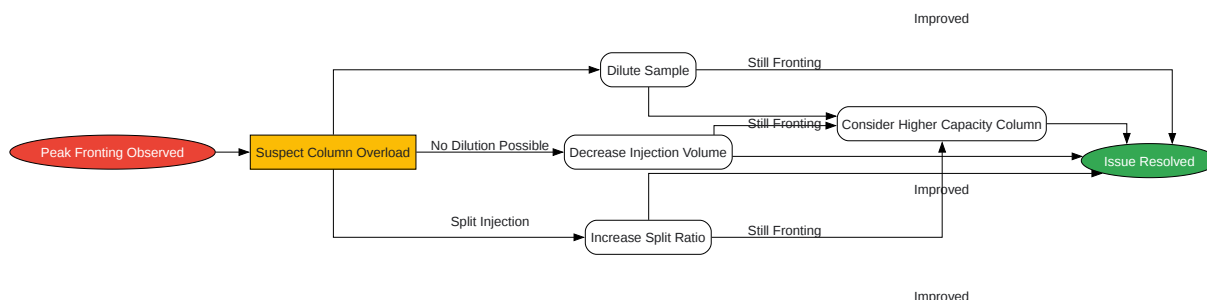 Improved
Dilute Sample
Still Fronting
Peak Fronting Observed
Suspect Column Overload
No Dilution Possible
Decrease Injection Volume
Still Fronting
Consider Higher Capacity Column
Issue Resolved
Improved
Split Injection
Increase Split Ratio
Still Fronting
Improved